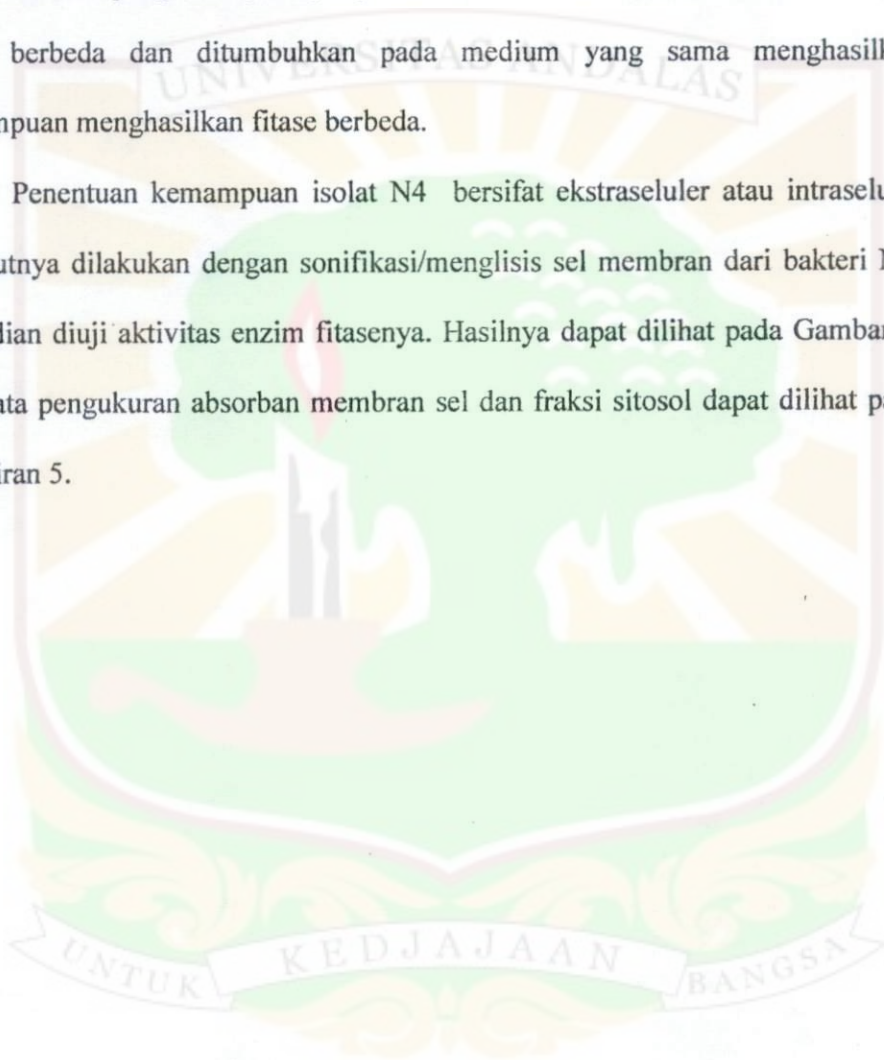 UNIVERSITAS ANDALAS
berbeda dan ditumbuhkan pada medium yang sama menghasilk
npuan menghasilkan fitase berbeda.
Penentuan kemampuan isolat N4 bersifat ekstraseluler atau intraselu
utnya dilakukan dengan sonifikasi/menglisis sel membran dari bakteri
dian diuji aktivitas enzim fitasenya. Hasilnya dapat dilihat pada Gambar
ata pengukuran absorban membran sel dan fraksi sitosol dapat dilihat p
iran 5.
UNTUK KEDJAJAAN BANGSA